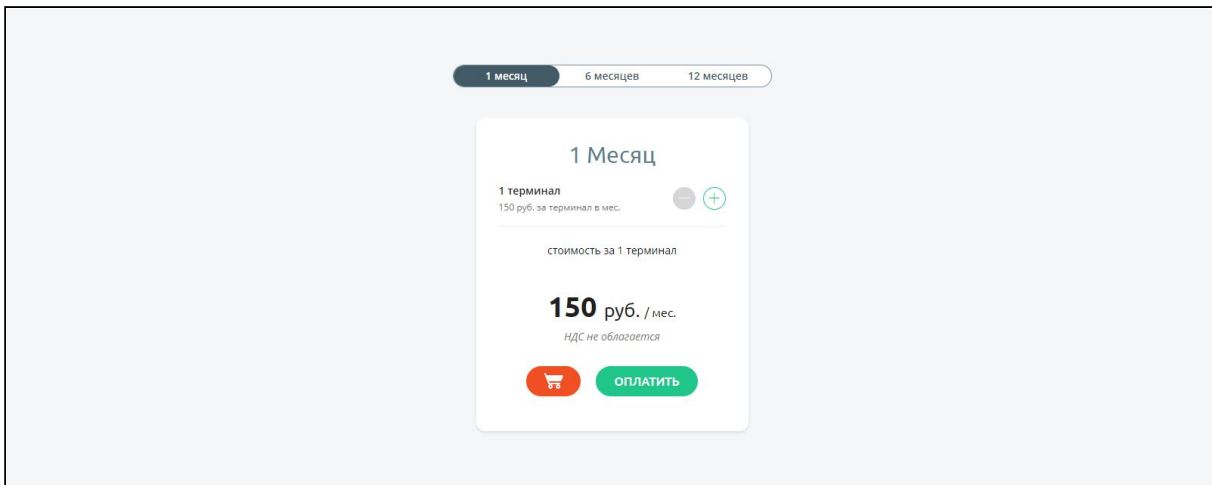 1 месяц 6 месяцев 12 месяцев
1 Месяц
1 терминал
150 руб. за терминал в мес.
стоимость за 1 терминал
150 руб. / мес.
НДС не облагается
ОПЛАТИТЬ